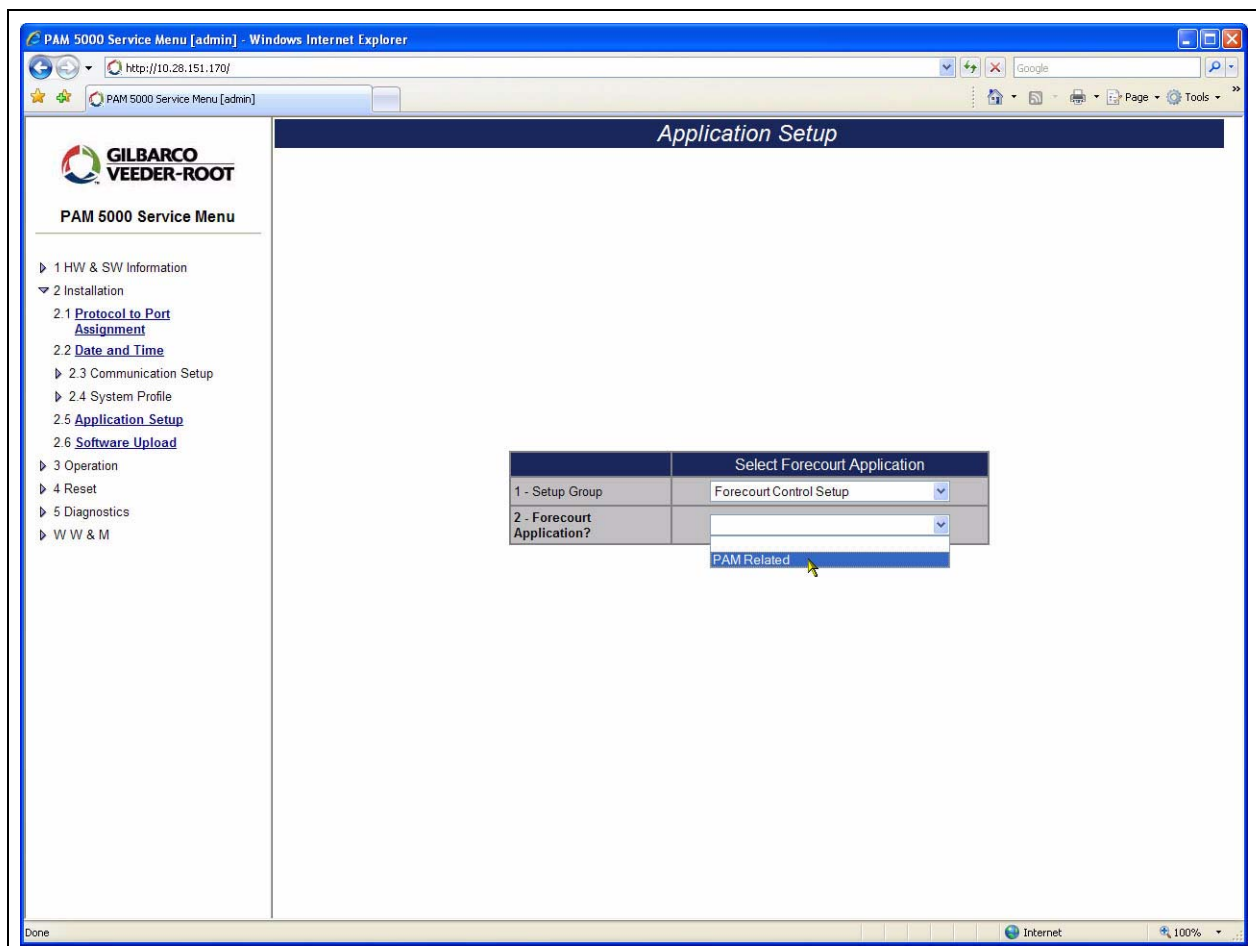 PAM 5000 Service Menu [admin] - Windows Internet Explorer
http://10.28.151.170/
Google
PAM 5000 Service Menu [admin]
Page
Tools
»
GILBARCO
VEEDER-ROOT
™
PAM 5000 Service Menu
1 HW & SW Information
2 Installation
2.1 Protocol to Port
Assignment
2.2 Date and Time
2.3 Communication Setup
2.4 System Profile
2.5 Application Setup
2.6 Software Upload
3 Operation
4 Reset
5 Diagnostics
W W & M
Application Setup
Select Forecourt Application
1 - Setup Group
Forecourt Control Setup
2 - Forecourt
Application?
PAM Related
Done
Internet
100%